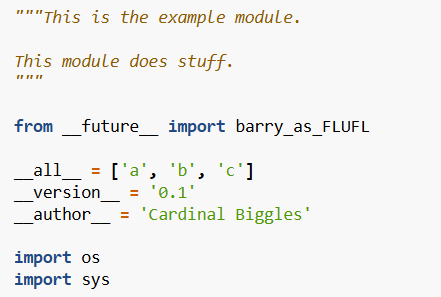 """This is the example module.
This module does stuff.
"""
from __future__ import barry_as_FLUFL
__all__ = ['a', 'b', 'c']
__version__ = '0.1'
__author__ = 'Cardinal Biggles'
import os
import sys